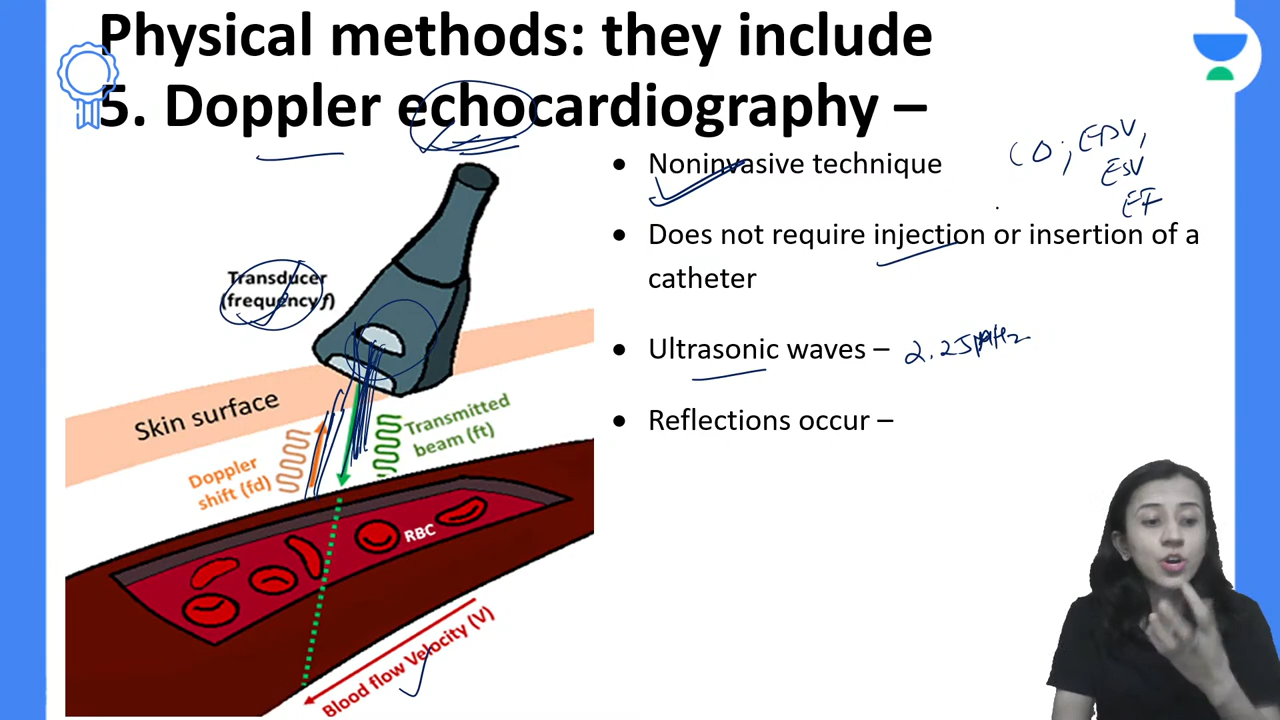 Physical methods: they include
5. Doppler echocardiography –
• Noninvasive technique
CO; EDV,
ESV
EF
• Does not require injection or insertion of a
catheter
• Ultrasonic waves – 2.25MHz
• Reflections occur –
Transducer
(frequency f)
Skin surface
Transmitted
beam (ft)
Doppler
shift (fd)
RBC
Blood flow Velocity (V)